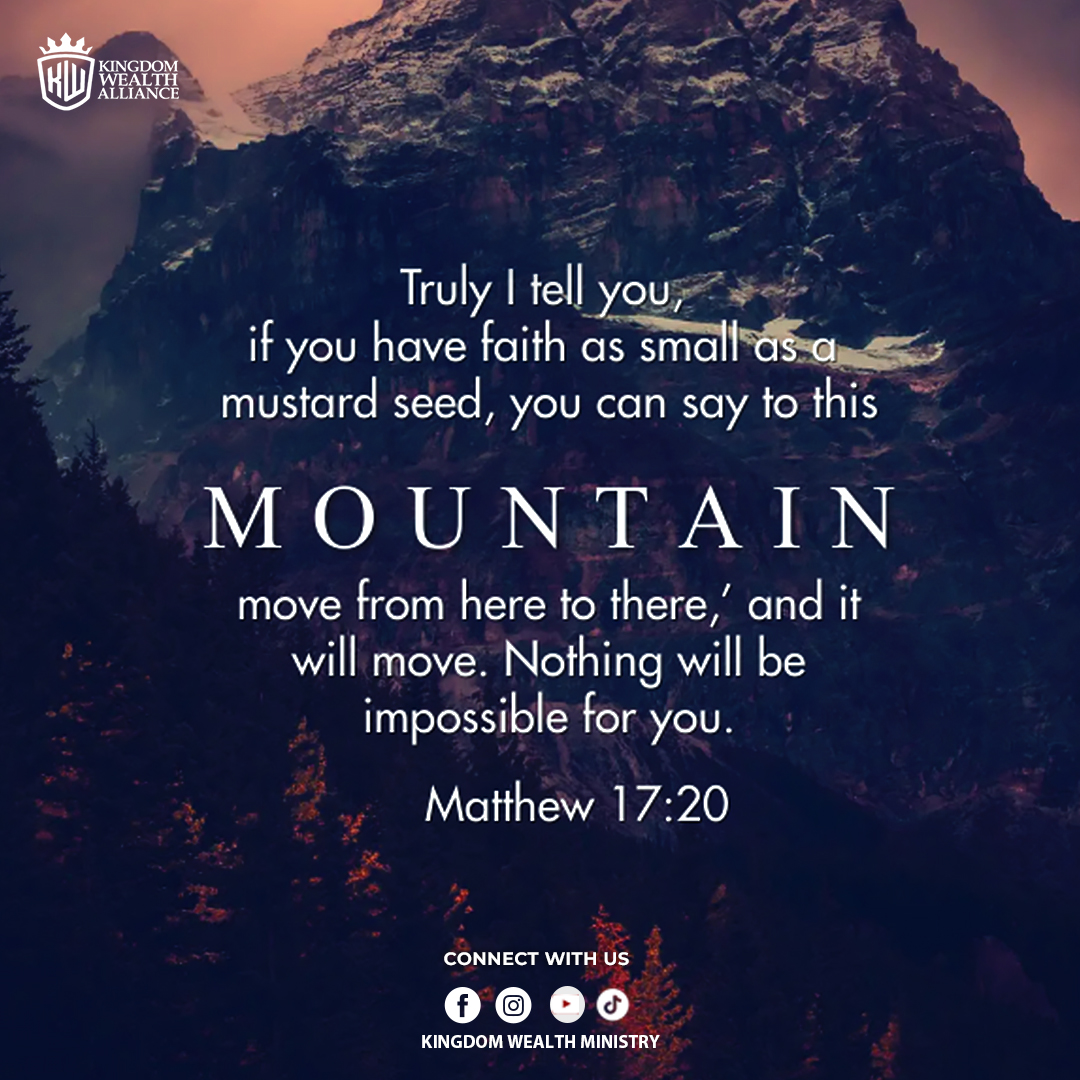 KINGDOM
WEALTH
ALLIANCE
Truly I tell you,
if you have faith as small as a
mustard seed, you can say to this
MOUNTAIN
move from here to there,’ and it
will move. Nothing will be
impossible for you.
Matthew 17:20
CONNECT WITH US
KINGDOM WEALTH MINISTRY